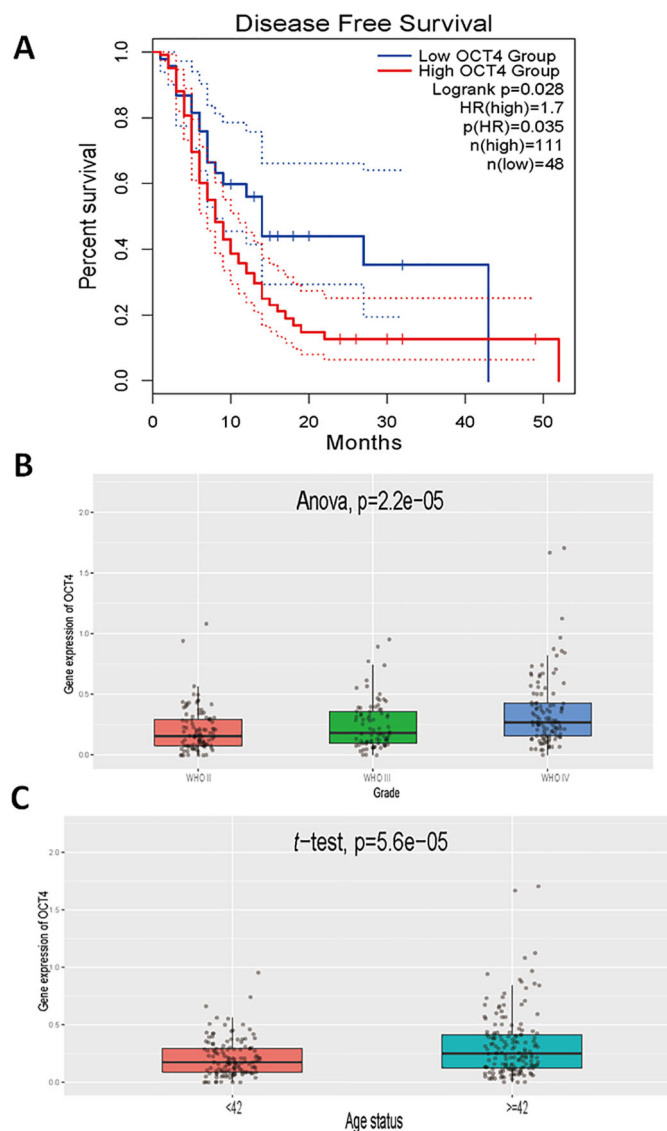 A
Disease Free Survival
Low OCT4 Group
High OCT4 Group
Logrank p=0.028
HR(high)=1.7
p(HR)=0.035
n(high)=111
n(low)=48
Percent survival
1.0
0.8
0.6
0.4
0.2
0.0
0 10 20 30 40 50
Months
B
Anova, p=2.2e-05
Gene expression of OCT4
2.0
1.5
1.0
0.5
0.0
WHO II WHO III WHO IV
Grade
C
t-test, p=5.6e-05
Gene expression of OCT4
2.0
1.5
1.0
0.5
0.0
<42 >=42
Age status